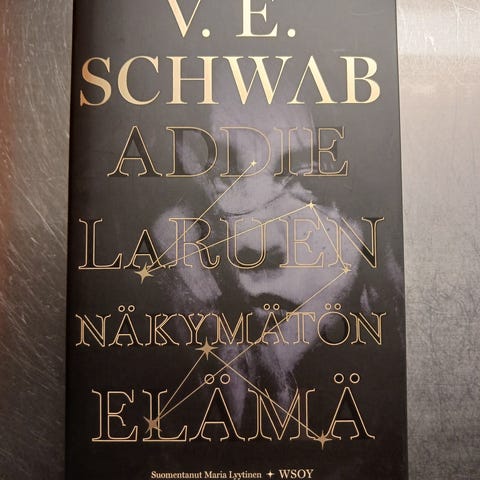 V. E.
SCHWAB
ADDIE
LARUEN
NÄKYMÄTÖN
ELÄMÄ
Suomentanut Maria Lyytinen ✦ WSOY